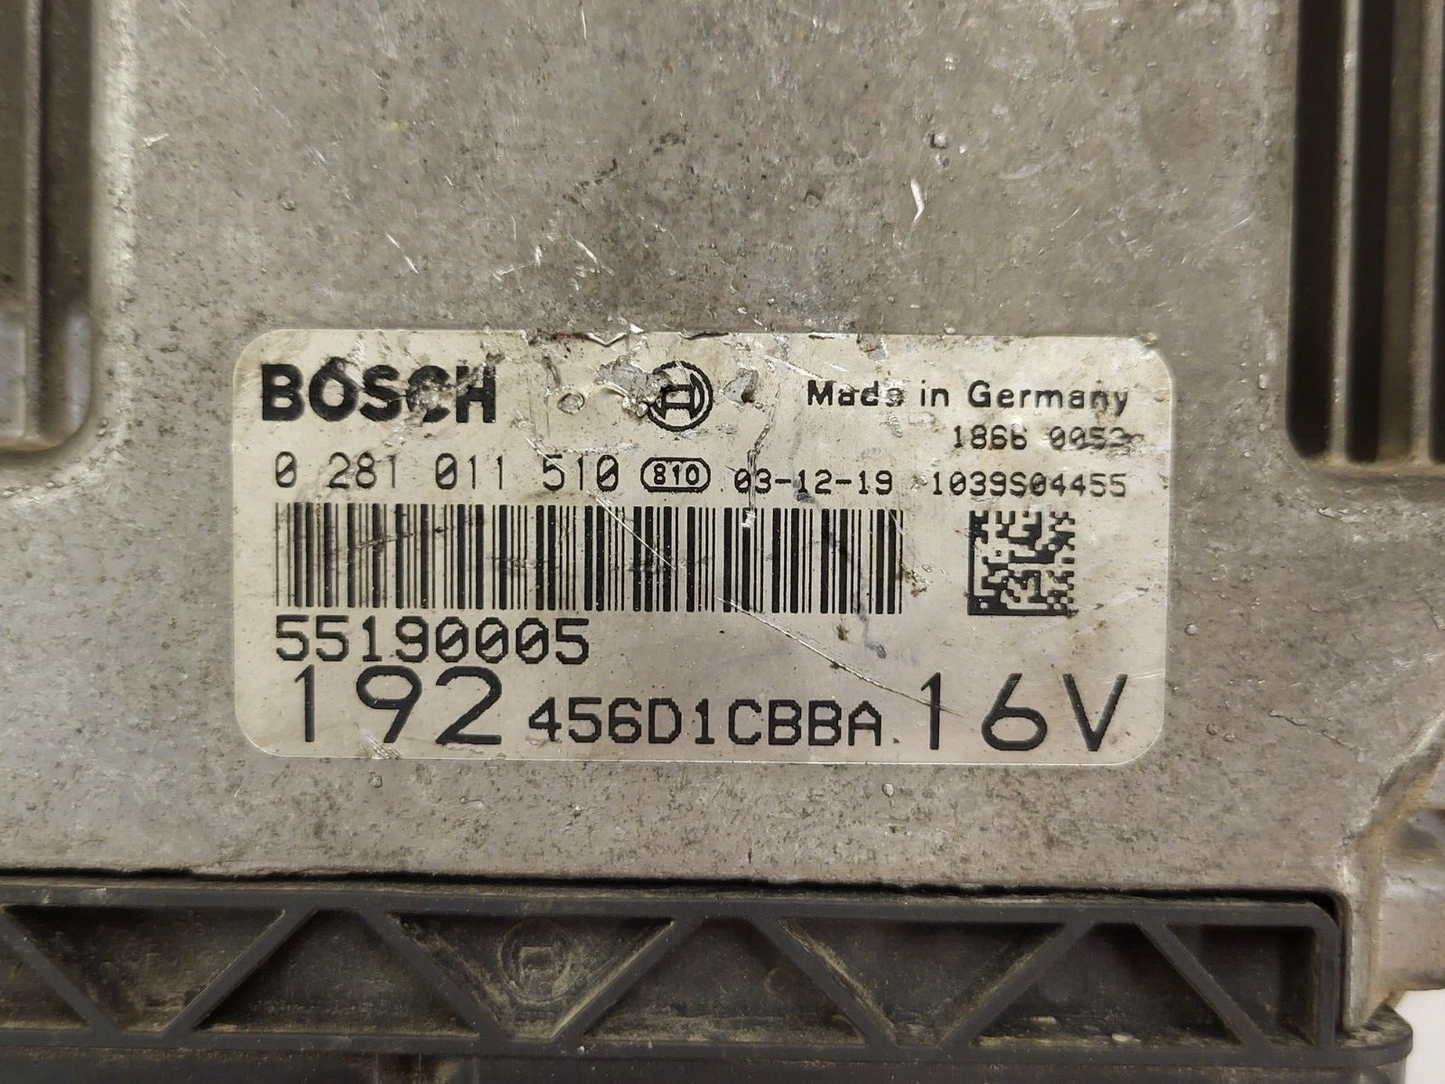 BOSCH
Made in Germany
1866 0053
0 281 011 510 810 03-12-19 1039S04455
55190005
192 456D1CBBA 16V